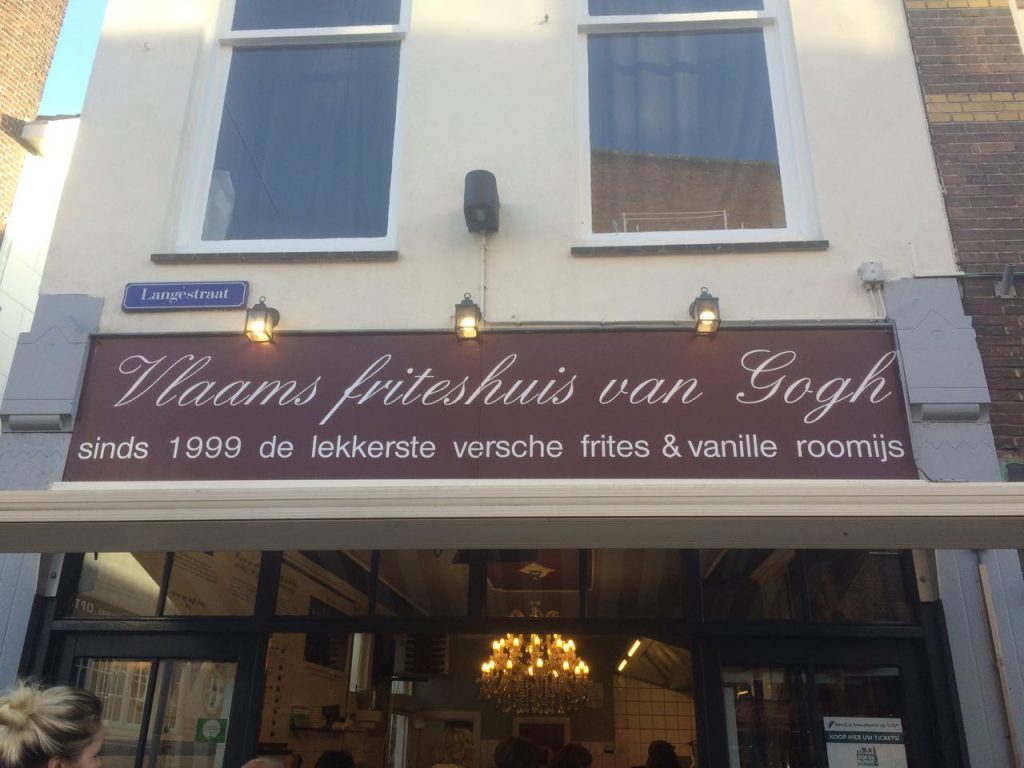 Langestraat
Vlaams friteshuis van Gogh
sinds 1999 de lekkerste versche frites & vanille roomijs
KOOP HIER UW TICKETS!